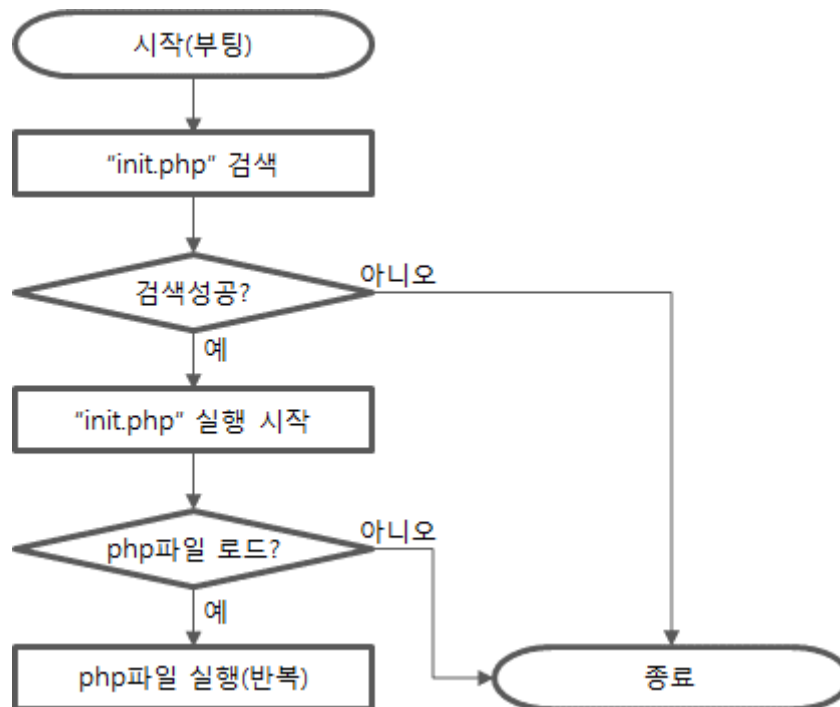 시작(부팅)
“init.php” 검색
검색성공?
아니오
예
“init.php” 실행 시작
php파일 로드?
아니오
예
php파일 실행(반복)
종료